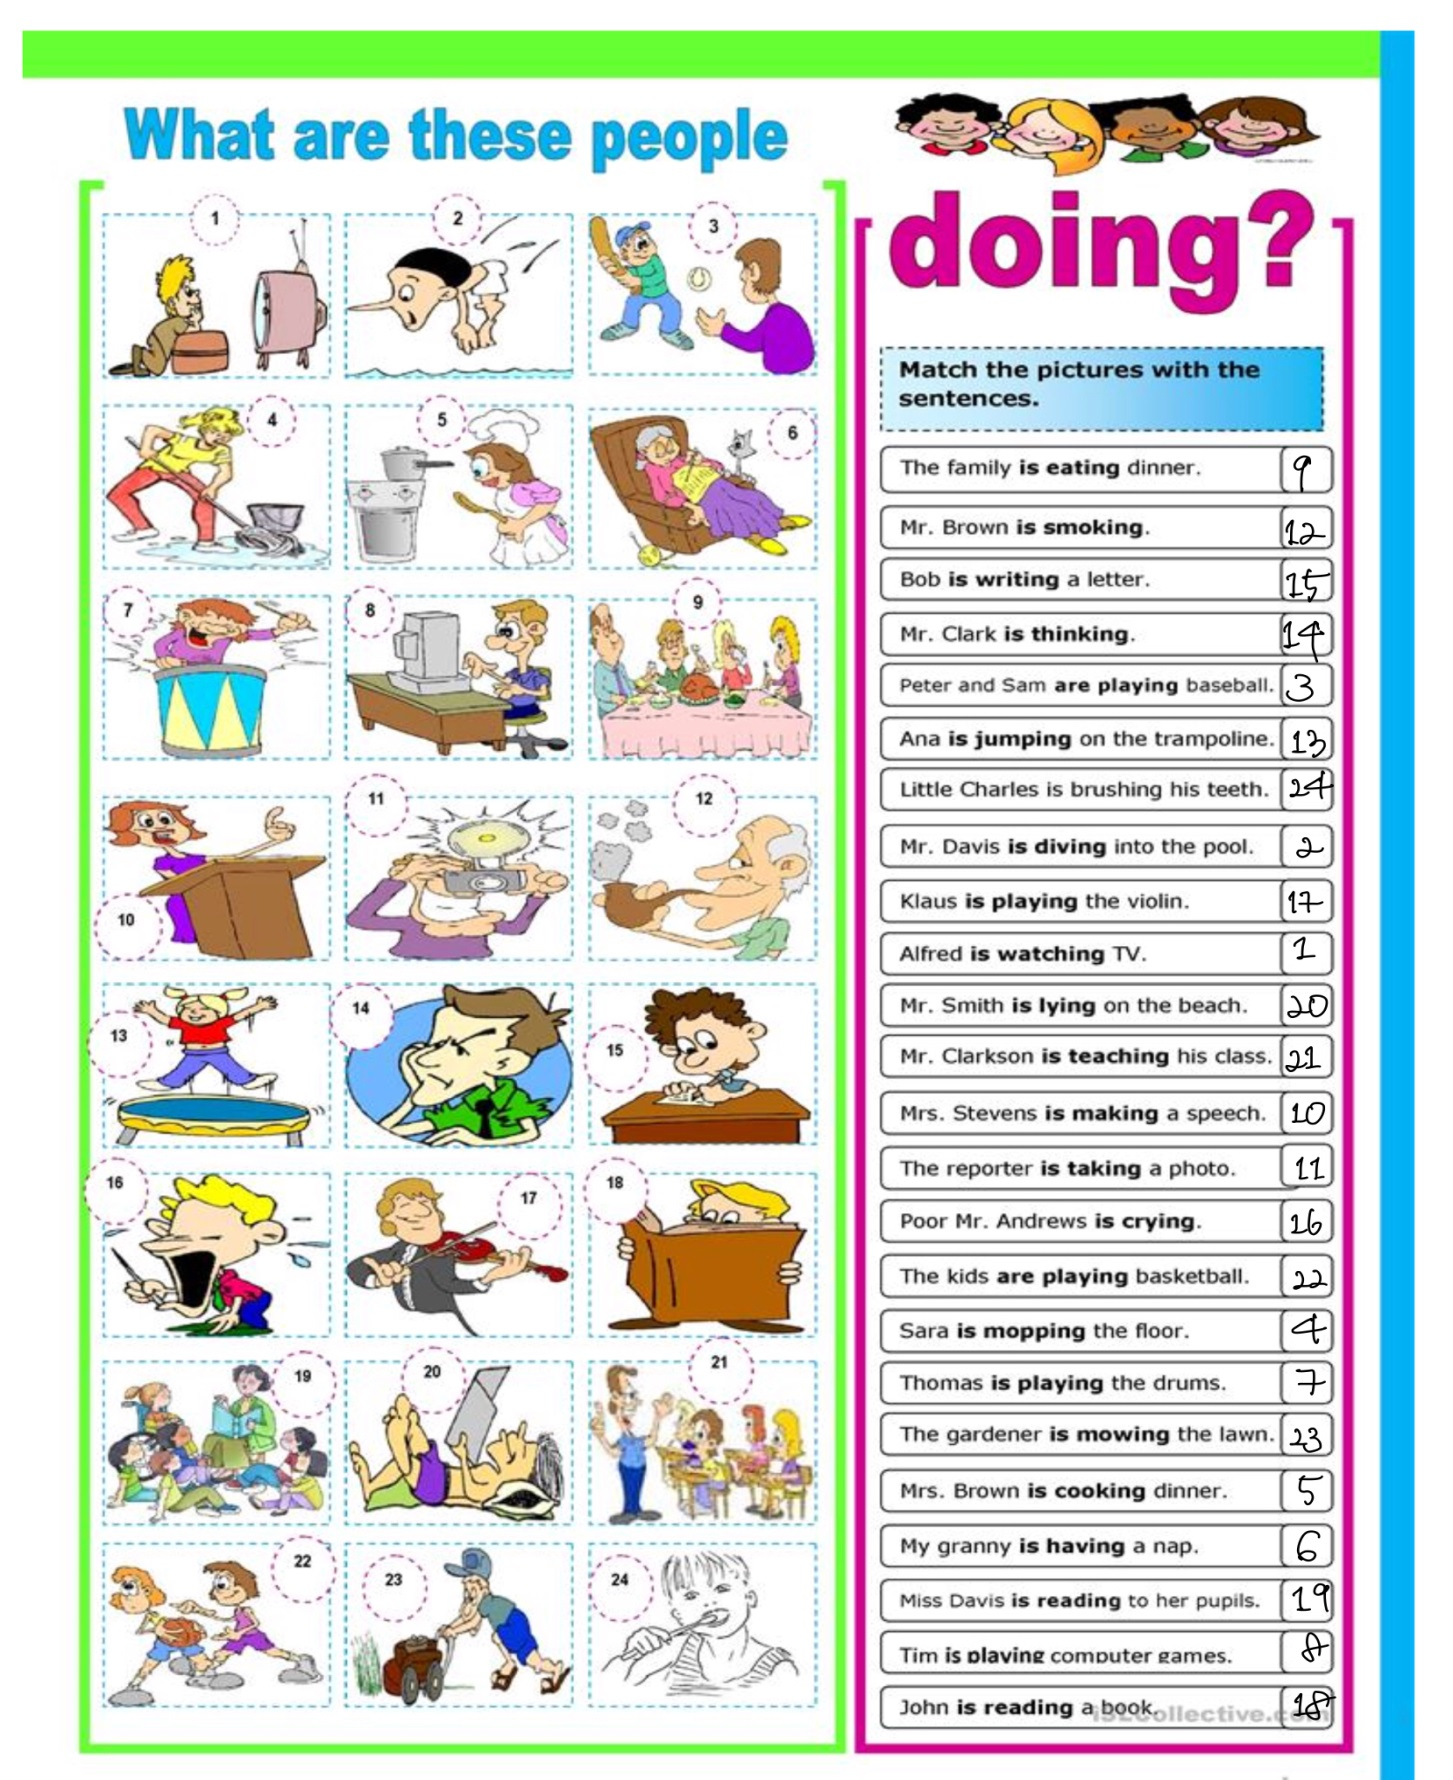 What are these people
doing?
1
2
3
4
5
6
7
8
9
10
11
12
13
14
15
16
17
18
19
20
21
22
23
24
Match the pictures with the
sentences.
The family is eating dinner. 9
Mr. Brown is smoking. 12
Bob is writing a letter. 15
Mr. Clark is thinking. 14
Peter and Sam are playing baseball. 3
Ana is jumping on the trampoline. 13
Little Charles is brushing his teeth. 24
Mr. Davis is diving into the pool. 2
Klaus is playing the violin. 17
Alfred is watching TV. 1
Mr. Smith is lying on the beach. 20
Mr. Clarkson is teaching his class. 21
Mrs. Stevens is making a speech. 10
The reporter is taking a photo. 11
Poor Mr. Andrews is crying. 16
The kids are playing basketball. 22
Sara is mopping the floor. 4
Thomas is playing the drums. 7
The gardener is mowing the lawn. 23
Mrs. Brown is cooking dinner. 5
My granny is having a nap. 6
Miss Davis is reading to her pupils. 19
Tim is playing computer games. 8
John is reading a book. 18
iSLCollective.com